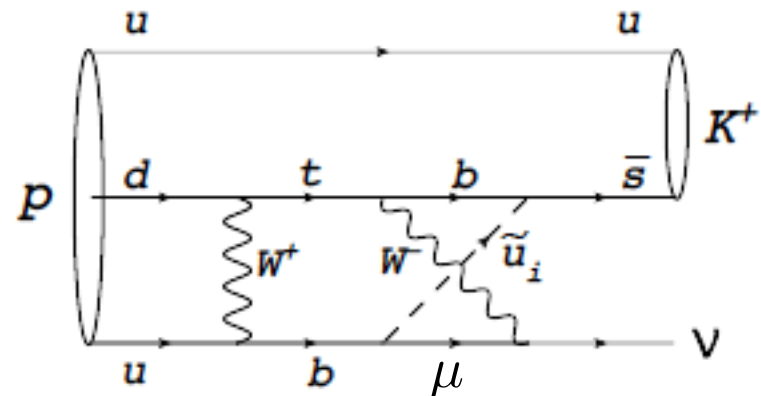 u u
K⁺
d t b s̅
p
W⁺ W⁻ ũᵢ
u b μ ν